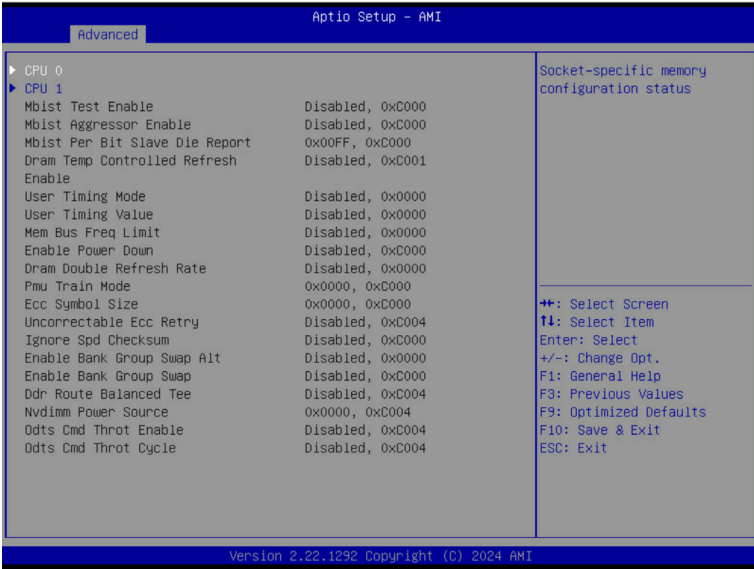 Aptio Setup – AMI
Advanced
▶ CPU 0
▶ CPU 1
Mbist Test Enable Disabled, 0xC000
Mbist Aggressor Enable Disabled, 0xC000
Mbist Per Bit Slave Die Report 0x00FF, 0xC000
Dram Temp Controlled Refresh Disabled, 0xC001
Enable
User Timing Mode Disabled, 0x0000
User Timing Value Disabled, 0x0000
Mem Bus Freq Limit Disabled, 0x0000
Enable Power Down Disabled, 0xC000
Dram Double Refresh Rate Disabled, 0x0000
Pmu Train Mode 0x0000, 0xC000
Ecc Symbol Size 0x0000, 0xC000
Uncorrectable Ecc Retry Disabled, 0xC004
Ignore Spd Checksum Disabled, 0xC000
Enable Bank Group Swap Alt Disabled, 0x0000
Enable Bank Group Swap Disabled, 0xC000
Ddr Route Balanced Tee Disabled, 0xC004
Nvdimm Power Source 0x0000, 0xC004
Odts Cmd Throt Enable Disabled, 0xC004
Odts Cmd Throt Cycle Disabled, 0xC004
Socket-specific memory
configuration status
→←: Select Screen
↑↓: Select Item
Enter: Select
+/-: Change Opt.
F1: General Help
F3: Previous Values
F9: Optimized Defaults
F10: Save & Exit
ESC: Exit
Version 2.22.1292 Copyright (C) 2024 AMI